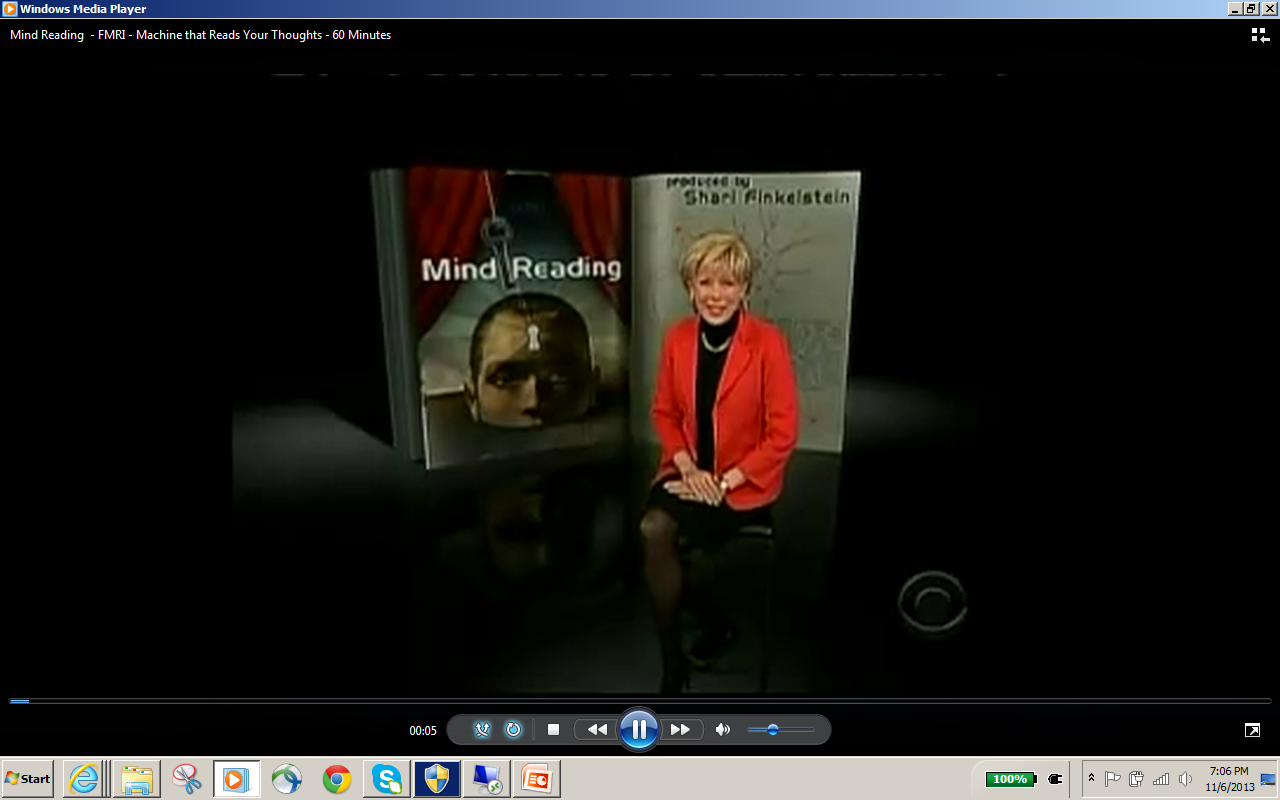 Windows Media Player
Mind Reading - FMRI - Machine that Reads Your Thoughts - 60 Minutes
produced by
Shari Finkelstein
Mind Reading
00:05
Start
100%
7:06 PM
11/6/2013